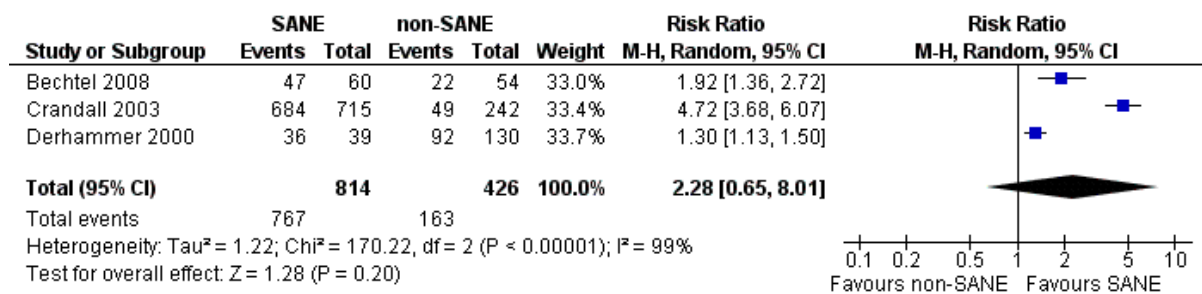 SANE non-SANE Risk Ratio Risk Ratio
Study or Subgroup Events Total Events Total Weight M-H, Random, 95% CI M-H, Random, 95% CI
Bechtel 2008 47 60 22 54 33.0% 1.92 [1.36, 2.72]
Crandall 2003 684 715 49 242 33.4% 4.72 [3.68, 6.07]
Derhammer 2000 36 39 92 130 33.7% 1.30 [1.13, 1.50]
Total (95% CI) 814 426 100.0% 2.28 [0.65, 8.01]
Total events 767 163
Heterogeneity: Tau² = 1.22; Chi² = 170.22, df = 2 (P < 0.00001); I² = 99%
Test for overall effect: Z = 1.28 (P = 0.20)
0.1 0.2 0.5 1 2 5 10
Favours non-SANE Favours SANE